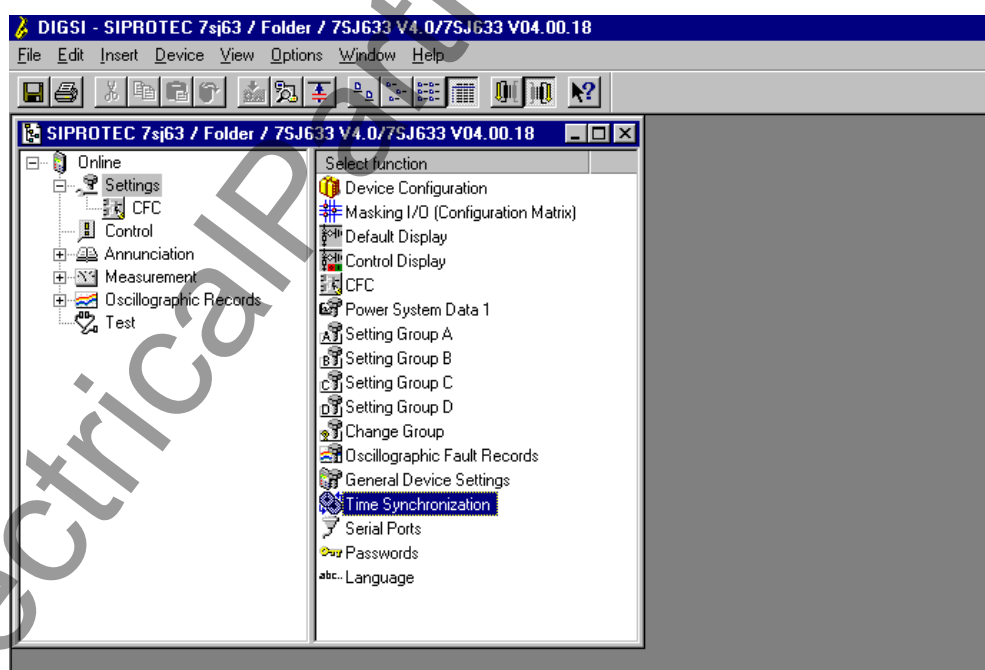 DIGSI - SIPROTEC 7sj63 / Folder / 7SJ633 V4.0/7SJ633 V04.00.18
File Edit Insert Device View Options Window Help
SIPROTEC 7sj63 / Folder / 7SJ633 V4.0/7SJ633 V04.00.18
Online
Settings
CFC
Control
Annunciation
Measurement
Oscillographic Records
Test
Select function
Device Configuration
Masking I/O (Configuration Matrix)
Default Display
Control Display
CFC
Power System Data 1
Setting Group A
Setting Group B
Setting Group C
Setting Group D
Change Group
Oscillographic Fault Records
General Device Settings
Time Synchronization
Serial Ports
Passwords
abc.. Language
ectricalPart